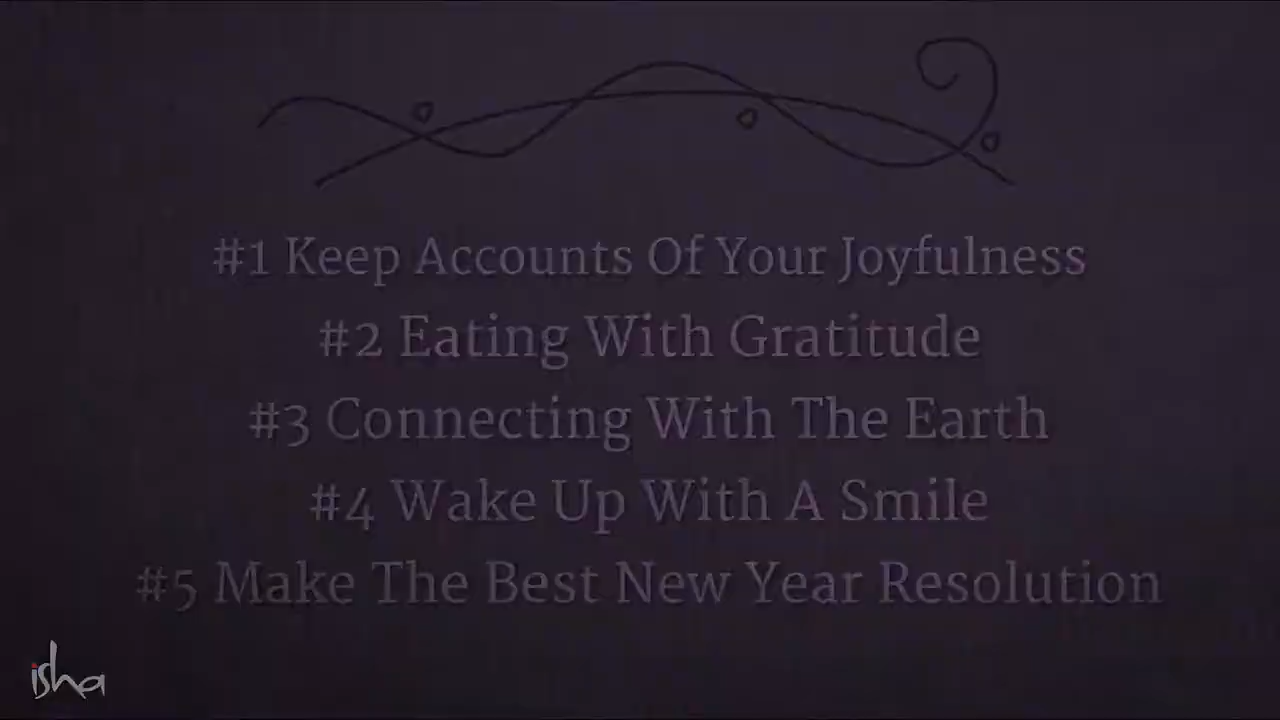 #1 Keep Accounts Of Your Joyfulness
#2 Eating With Gratitude
#3 Connecting With The Earth
#4 Wake Up With A Smile
#5 Make The Best New Year Resolution
isha